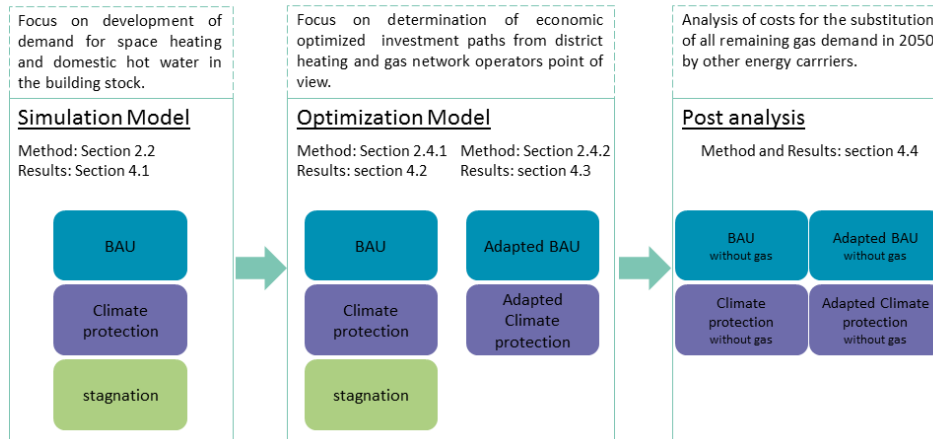 Focus on development of
demand for space heating
and domestic hot water in
the building stock.
Simulation Model
Method: Section 2.2
Results: Section 4.1
BAU
Climate
protection
stagnation
Focus on determination of economic
optimized investment paths from district
heating and gas network operators point of
view.
Optimization Model
Method: Section 2.4.1
Results: section 4.2
Method: Section 2.4.2
Results: section 4.3
BAU
Climate
protection
stagnation
Adapted BAU
Adapted
Climate
protection
Analysis of costs for the substitution
of all remaining gas demand in 2050
by other energy carrriers.
Post analysis
Method and Results: section 4.4
BAU
without gas
Adapted BAU
without gas
Climate
protection
without gas
Adapted Climate
protection
without gas